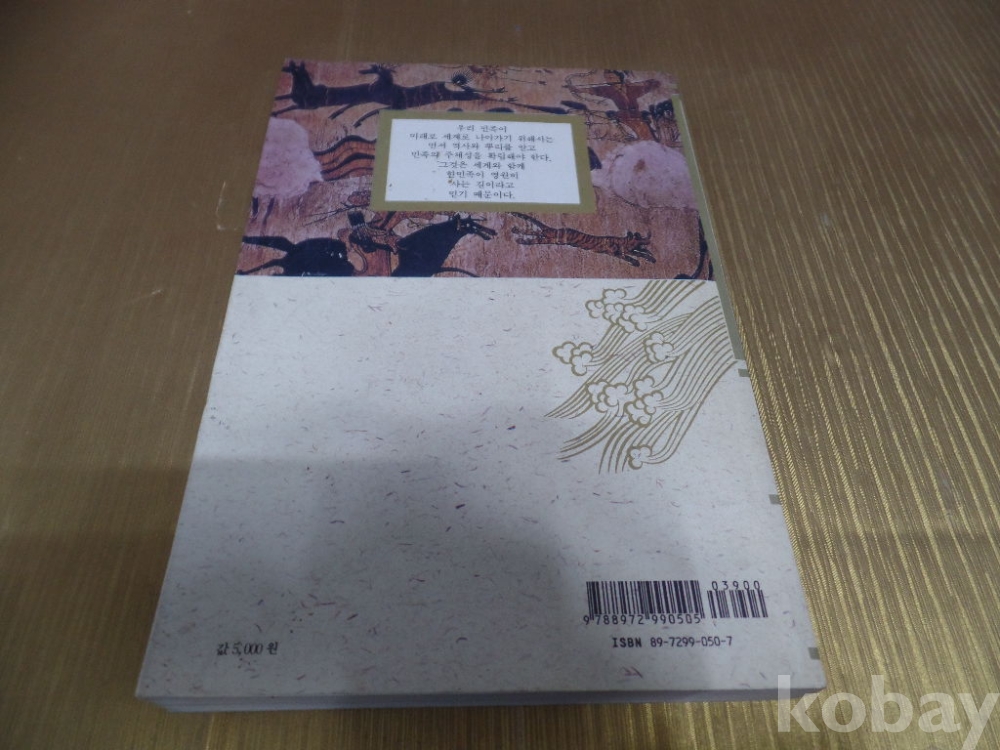 우리 민족이
미래로 세계로 나아가기 위해서는
먼저 역사와 뿌리를 알고
민족의 주체성을 확립해야 한다.
그것은 세계와 함께
한민족이 영원히
사는 길이라고
믿기 때문이다.
03900
9 788972 990505
ISBN 89-7299-050-7
값 5,000 원
kobay